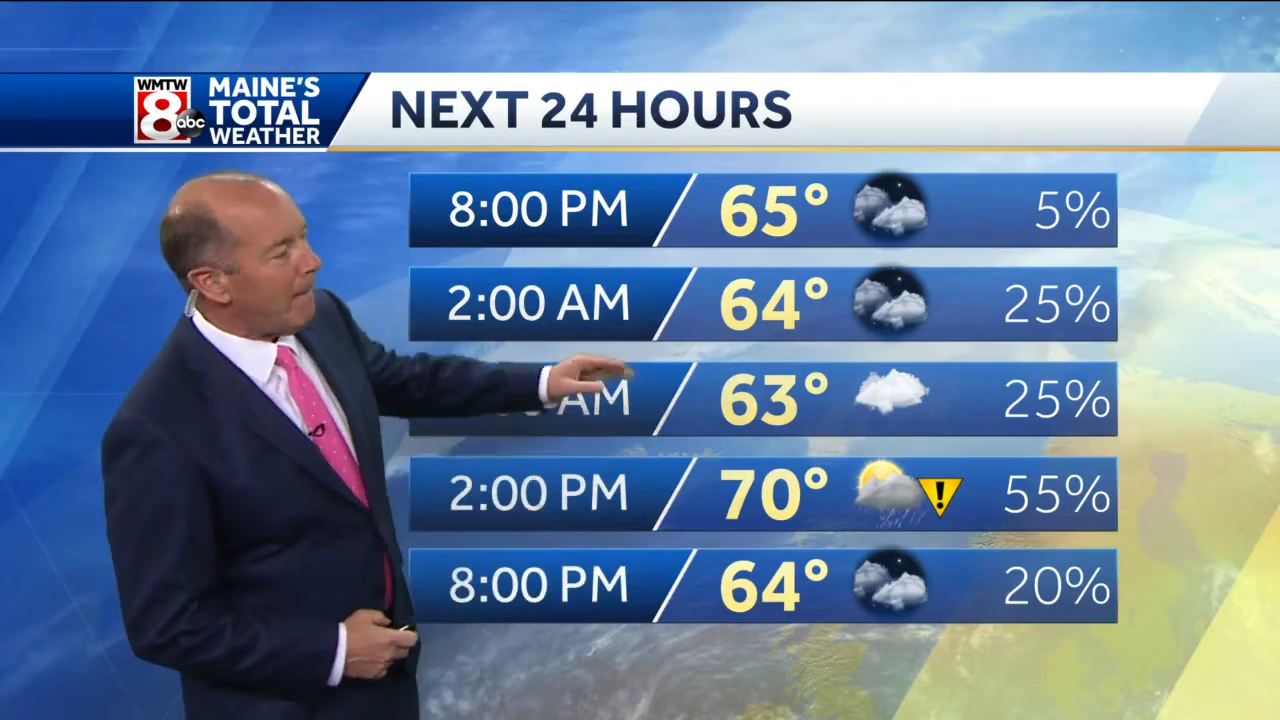 WMTW
8
abc
MAINE'S
TOTAL
WEATHER
NEXT 24 HOURS
8:00 PM 65° 5%
2:00 AM 64° 25%
AM 63° 25%
2:00 PM 70° ! 55%
8:00 PM 64° 20%